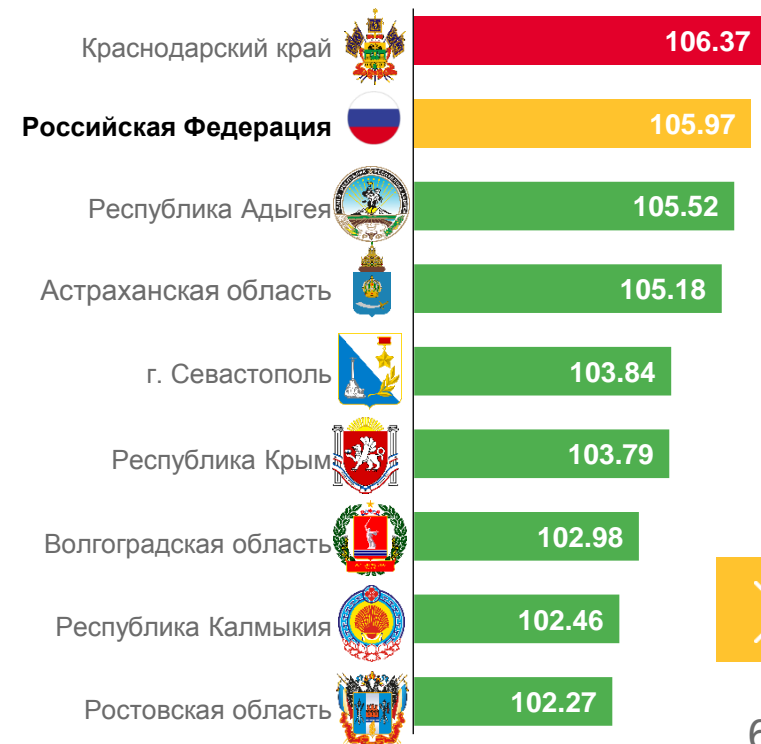 Краснодарский край 106.37
Российская Федерация 105.97
Республика Адыгея 105.52
Астраханская область 105.18
г. Севастополь 103.84
Республика Крым 103.79
Волгоградская область 102.98
Республика Калмыкия 102.46
Ростовская область 102.27
6